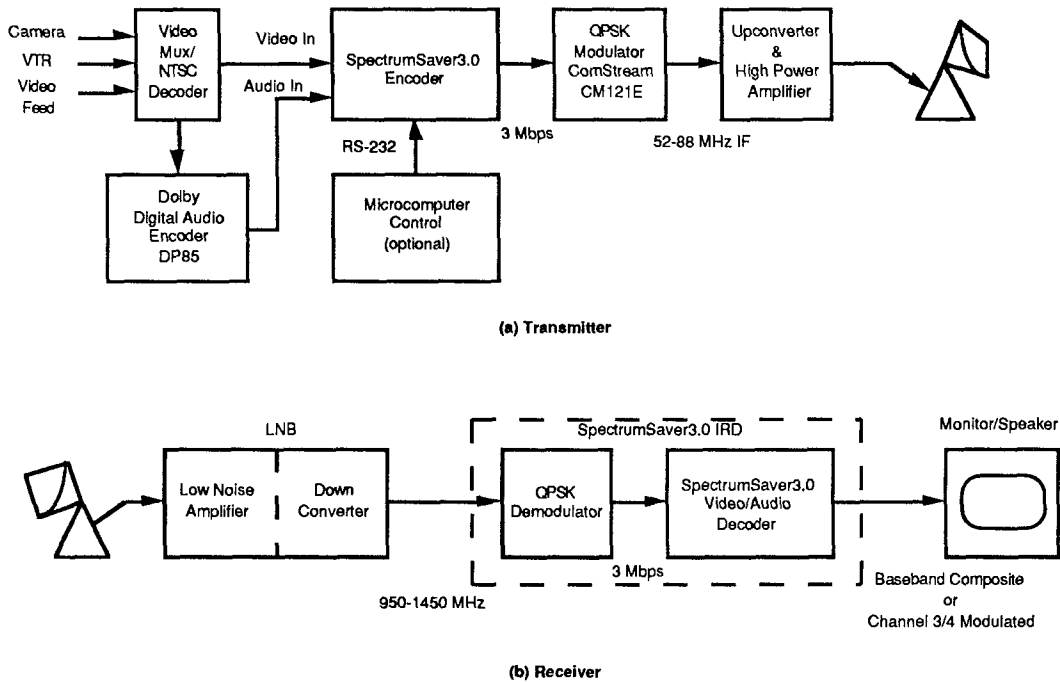 Camera
VTR
Video
Feed
Video
Mux/
NTSC
Decoder
Video In
Audio In
SpectrumSaver3.0
Encoder
3 Mbps
QPSK
Modulator
ComStream
CM121E
52-88 MHz IF
Upconverter
&
High Power
Amplifier
RS-232
Dolby
Digital Audio
Encoder
DP85
Microcomputer
Control
(optional)
(a) Transmitter
LNB
Low Noise
Amplifier
Down
Converter
950-1450 MHz
SpectrumSaver3.0 IRD
QPSK
Demodulator
3 Mbps
SpectrumSaver3.0
Video/Audio
Decoder
Monitor/Speaker
Baseband Composite
or
Channel 3/4 Modulated
(b) Receiver